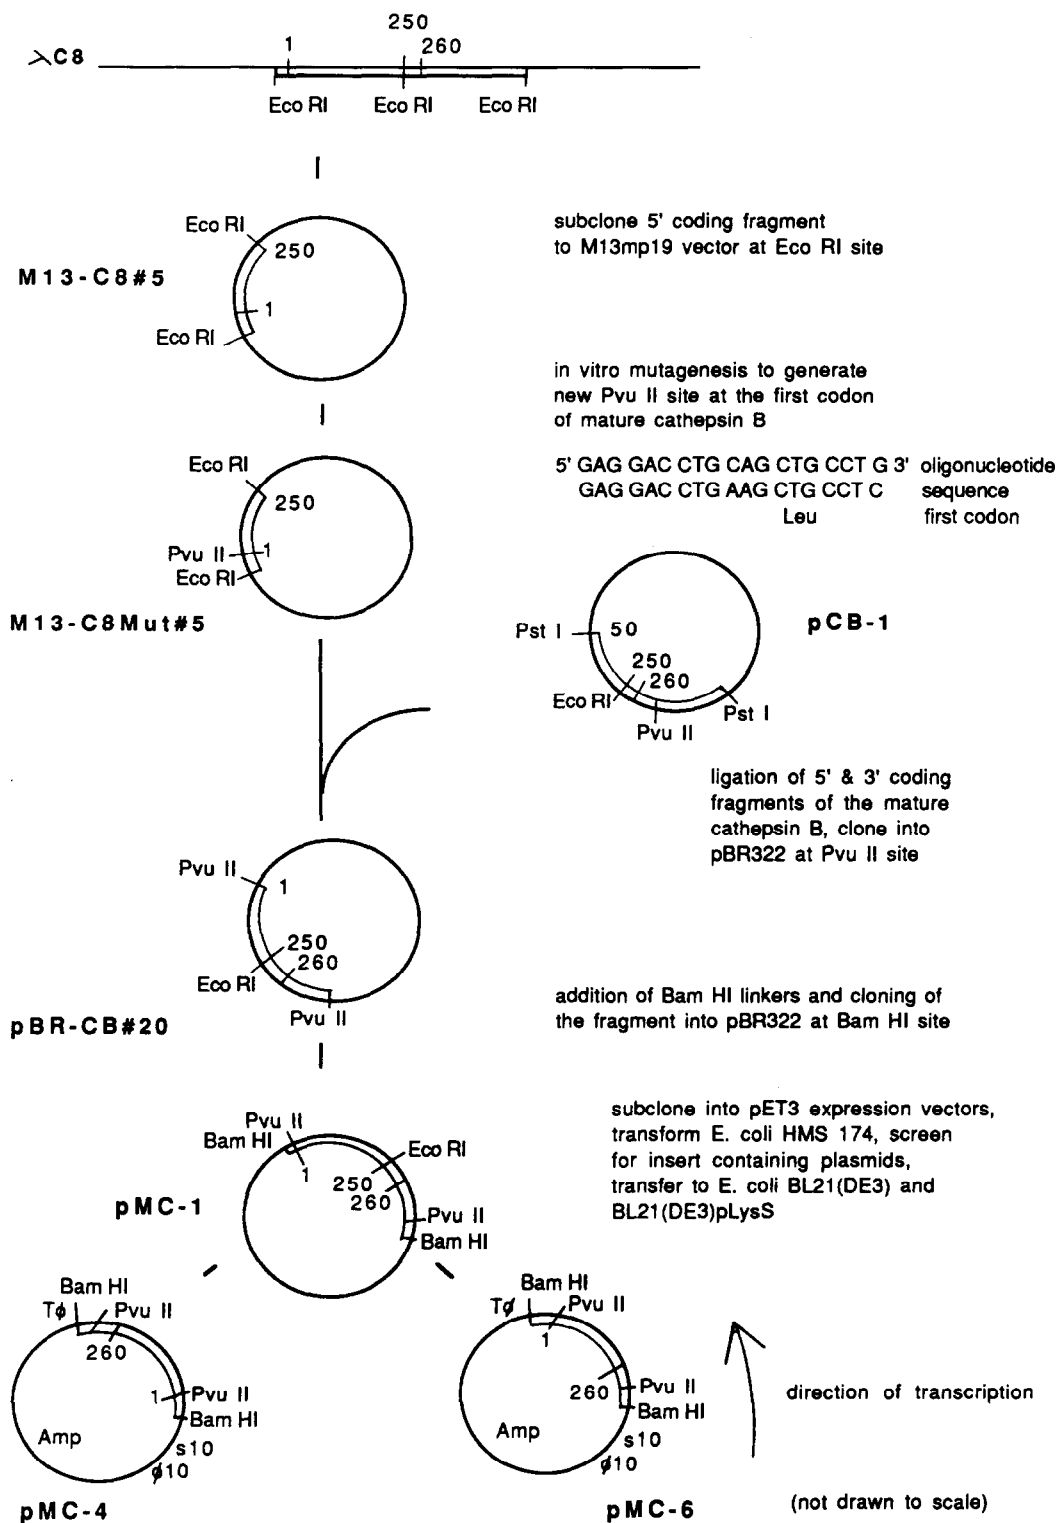 250
1
260
λC8
Eco RI
Eco RI
Eco RI
Eco RI
250
M13-C8#5
1
Eco RI
subclone 5' coding fragment
to M13mp19 vector at Eco RI site
in vitro mutagenesis to generate
new Pvu II site at the first codon
of mature cathepsin B
5' GAG GAC CTG CAG CTG CCT G 3' oligonucleotide
GAG GAC CTG AAG CTG CCT C sequence
Leu first codon
Eco RI
250
Pvu II
1
Eco RI
M13-C8Mut#5
pCB-1
Pst I
50
250
260
Eco RI
Pvu II
Pst I
ligation of 5' & 3' coding
fragments of the mature
cathepsin B, clone into
pBR322 at Pvu II site
Pvu II
1
250
260
Eco RI
Pvu II
pBR-CB#20
addition of Bam HI linkers and cloning of
the fragment into pBR322 at Bam HI site
Pvu II
Bam HI
1
Eco RI
250
260
Pvu II
Bam HI
pMC-1
subclone into pET3 expression vectors,
transform E. coli HMS 174, screen
for insert containing plasmids,
transfer to E. coli BL21(DE3) and
BL21(DE3)pLysS
Bam HI
Tø
Pvu II
260
1
Pvu II
Bam HI
Amp
s10
ø10
pMC-4
Bam HI
Tø
Pvu II
1
260
Pvu II
Bam HI
Amp
s10
ø10
pMC-6
direction of transcription
(not drawn to scale)